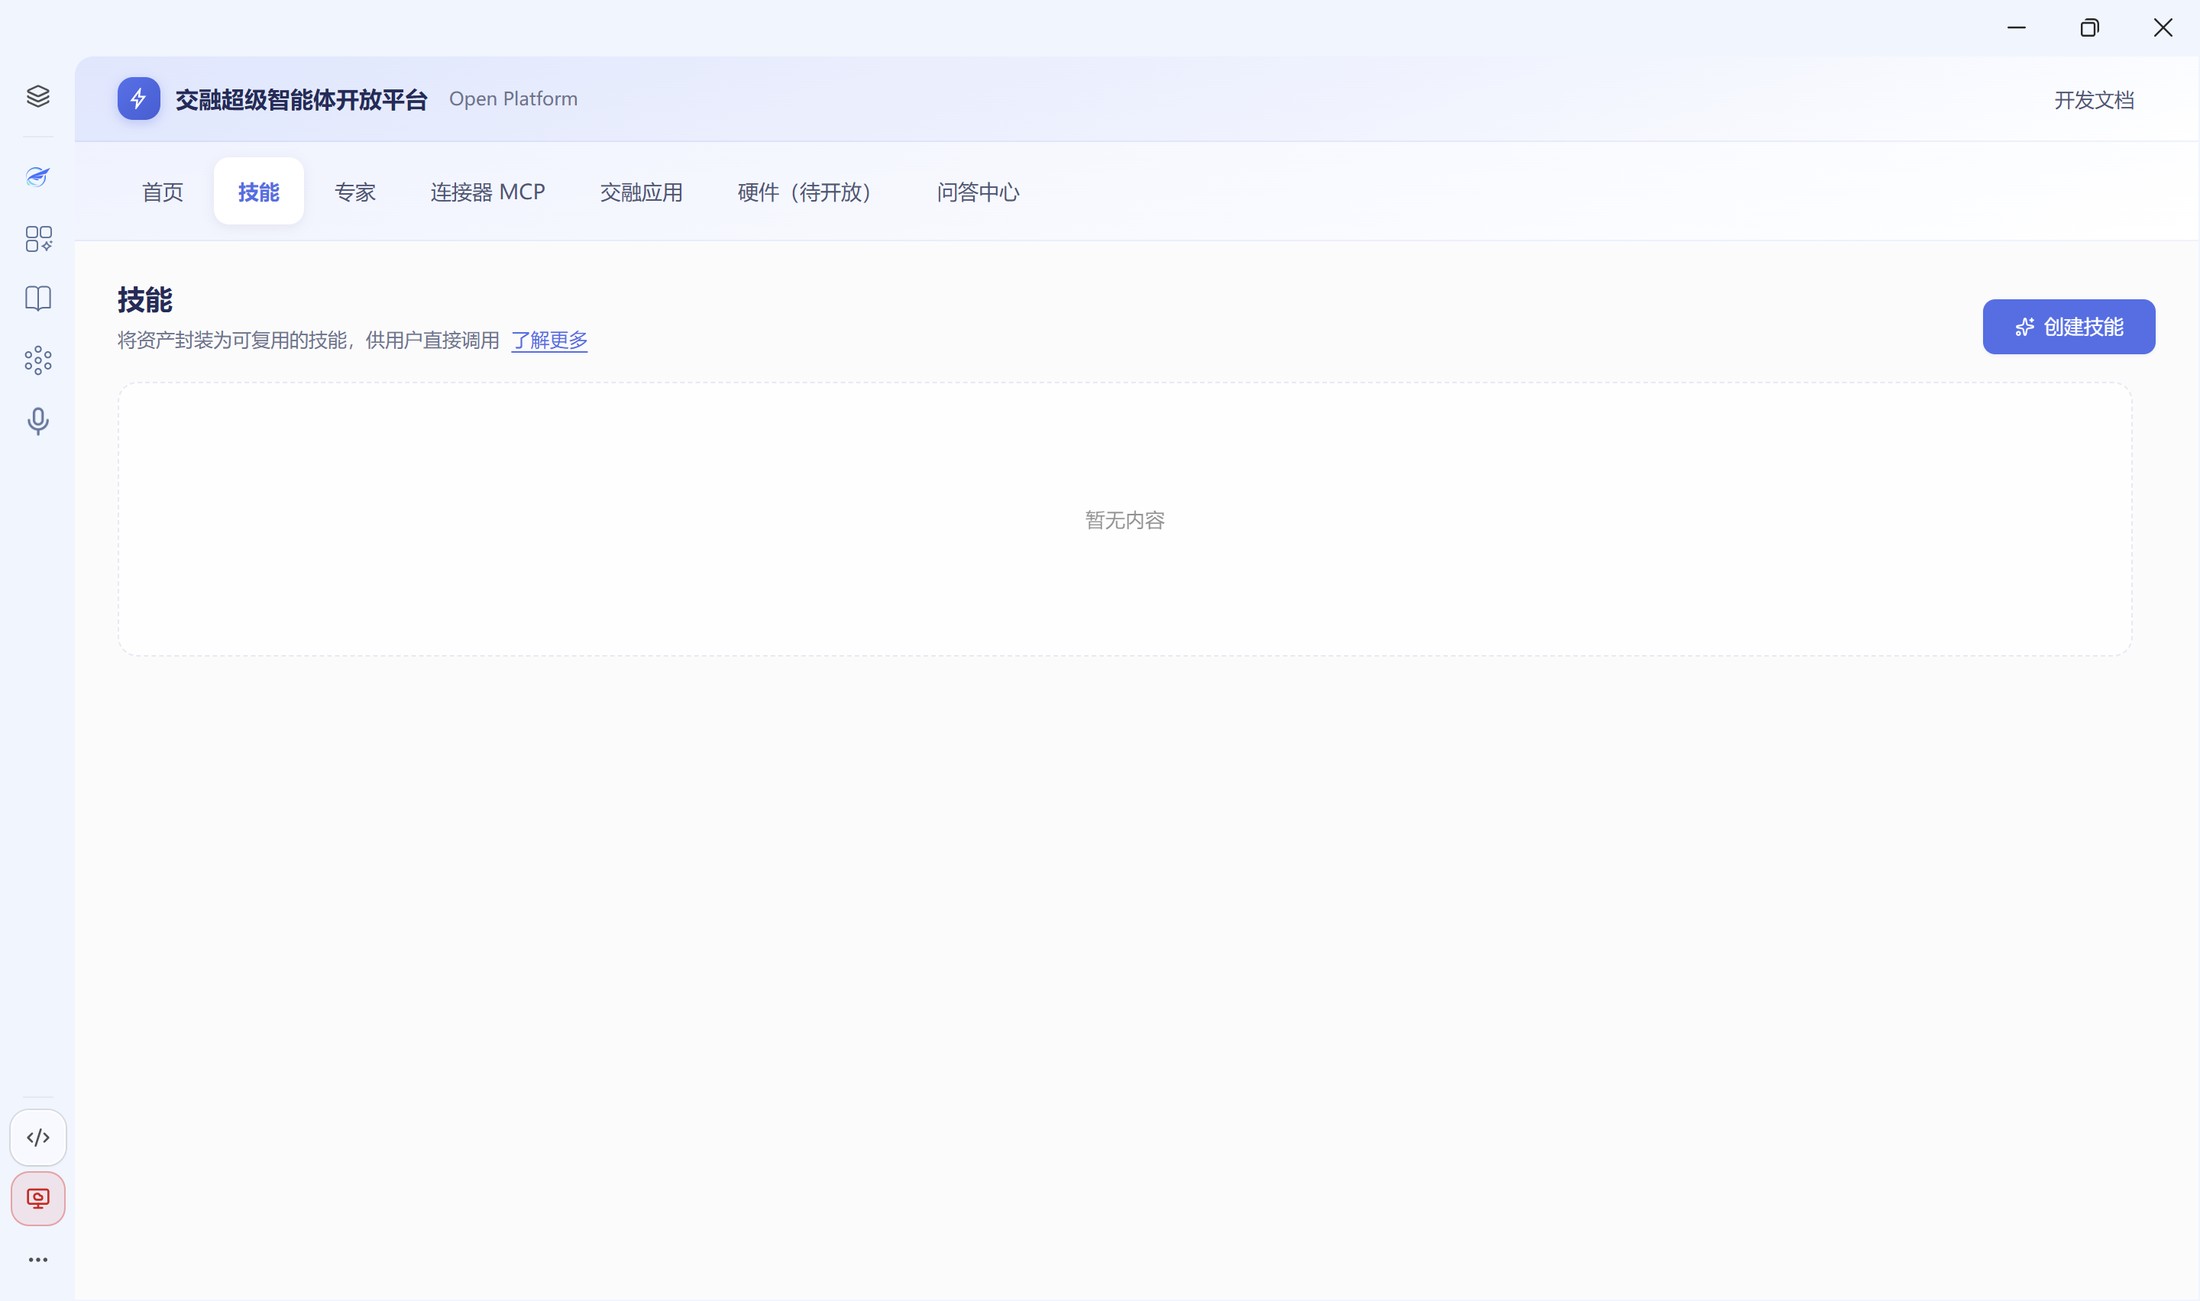 交融超级智能体开放平台 Open Platform 开发文档
首页 技能 专家 连接器 MCP 交融应用 硬件（待开放） 问答中心
技能
将资产封装为可复用的技能，供用户直接调用 了解更多
创建技能
暂无内容